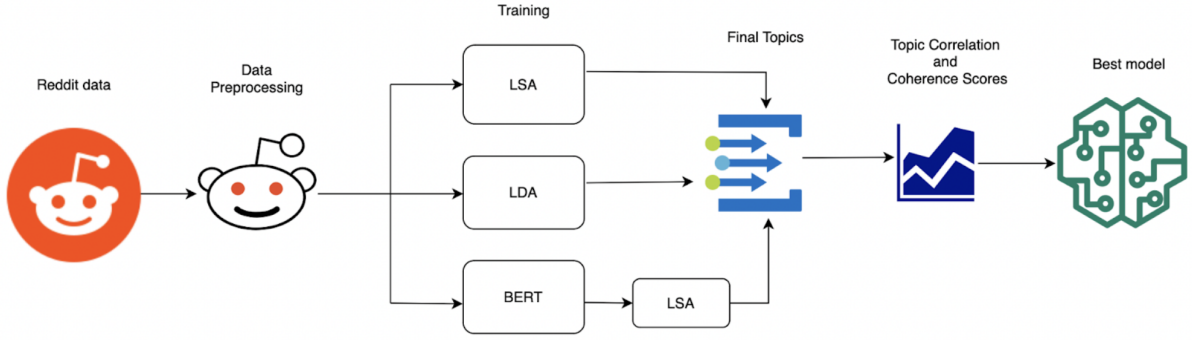 Reddit data
Data
Preprocessing
Training
LSA
LDA
BERT
LSA
Final Topics
Topic Correlation
and
Coherence Scores
Best model